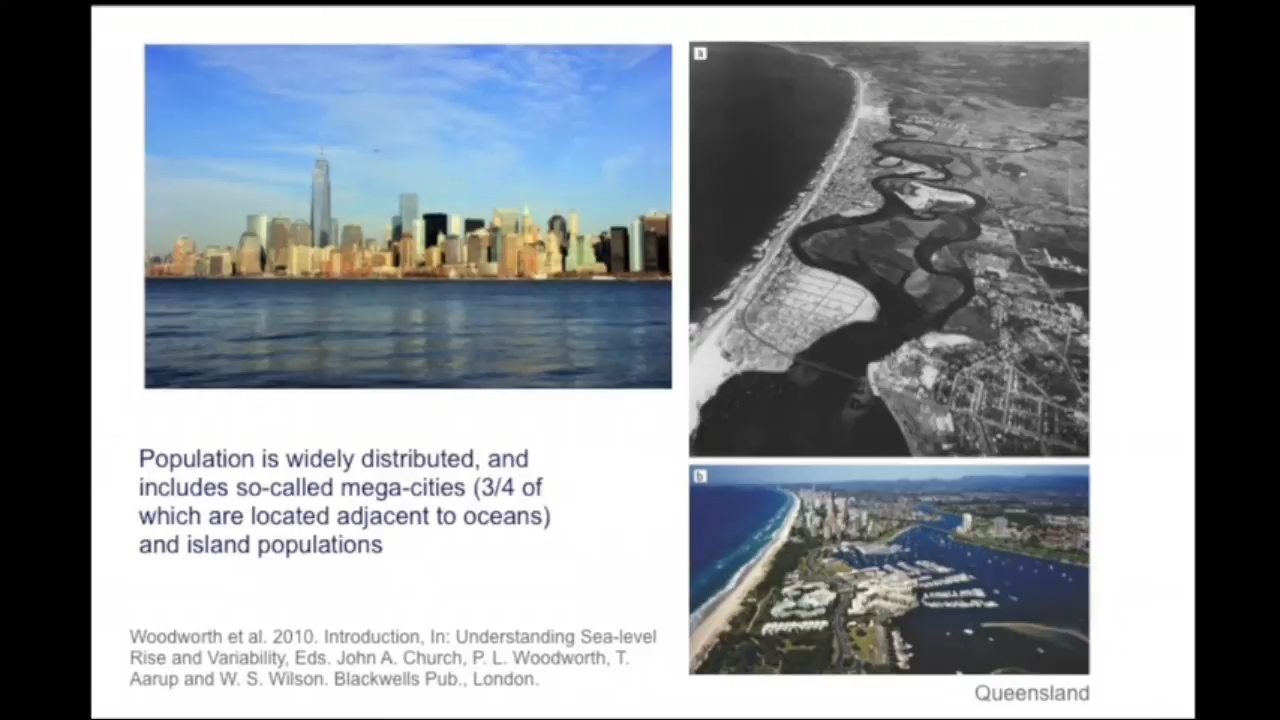 a
b
Population is widely distributed, and
includes so-called mega-cities (3/4 of
which are located adjacent to oceans)
and island populations
Woodworth et al. 2010. Introduction, In: Understanding Sea-level
Rise and Variability, Eds. John A. Church, P. L. Woodworth, T.
Aarup and W. S. Wilson. Blackwells Pub., London.
Queensland